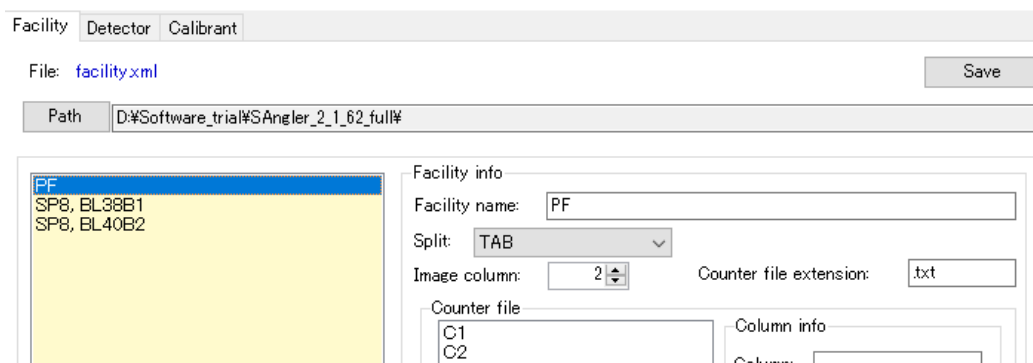 Facility Detector Calibrant
File: facility.xml Save
Path D:¥Software_trial¥SAngler_2_1_62_full¥
PF
SP8, BL38B1
SP8, BL40B2
Facility info
Facility name: PF
Split: TAB
Image column: 2 Counter file extension: .txt
Counter file
C1
C2
Column info
Column: